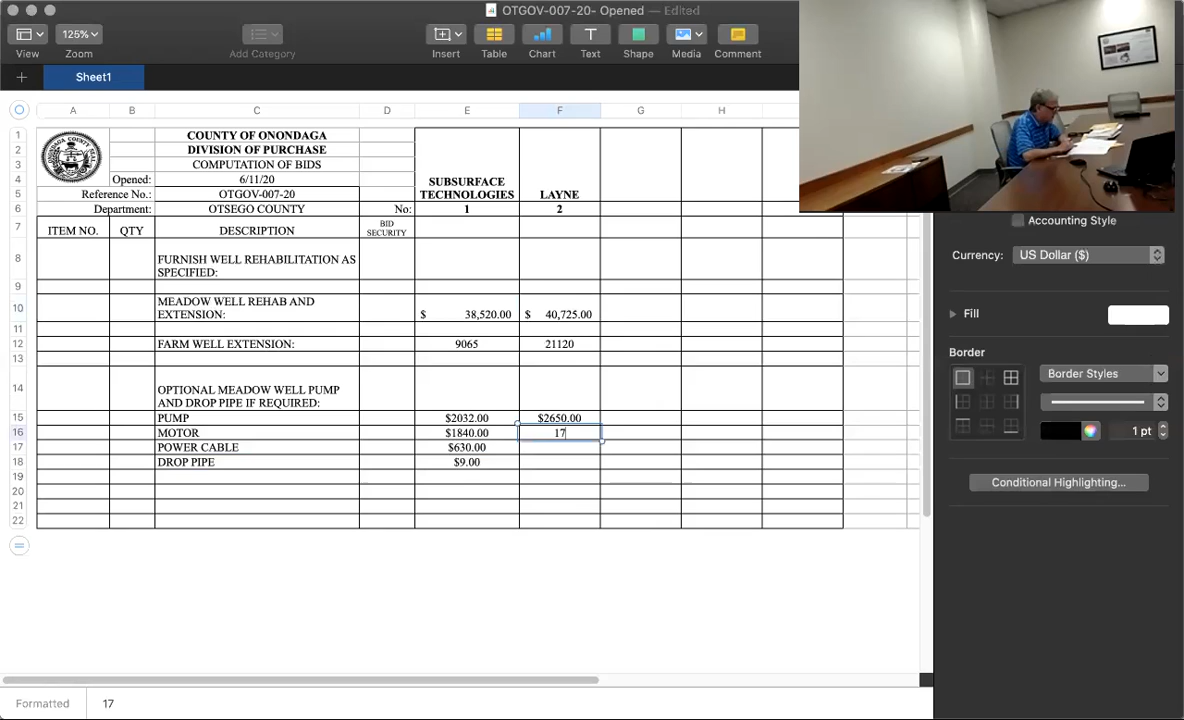 OTGOV-007-20- Opened — Edited
125%
View
Zoom
Add Category
Insert
Table
Chart
Text
Shape
Media
Comment
Sheet1
A B C D E F G H
1 COUNTY OF ONONDAGA
2 DIVISION OF PURCHASE
3 COMPUTATION OF BIDS
4 Opened: 6/11/20 SUBSURFACE
5 Reference No.: OTGOV-007-20 TECHNOLOGIES LAYNE
6 Department: OTSEGO COUNTY No: 1 2
7 ITEM NO. QTY DESCRIPTION BID SECURITY
8 FURNISH WELL REHABILITATION AS
SPECIFIED:
9
10 MEADOW WELL REHAB AND
EXTENSION: $ 38,520.00 $ 40,725.00
11
12 FARM WELL EXTENSION: 9065 21120
13
14 OPTIONAL MEADOW WELL PUMP
AND DROP PIPE IF REQUIRED:
15 PUMP $2032.00 $2650.00
16 MOTOR $1840.00 17
17 POWER CABLE $630.00
18 DROP PIPE $9.00
19
20
21
22
Accounting Style
Currency: US Dollar ($)
Fill
Border
Border Styles
1 pt
Conditional Highlighting...
Formatted 17